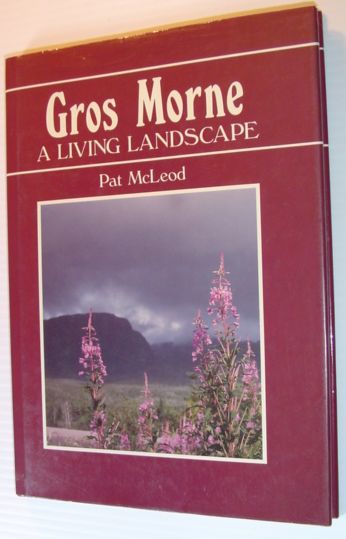 Gros Morne
A LIVING LANDSCAPE
Pat McLeod